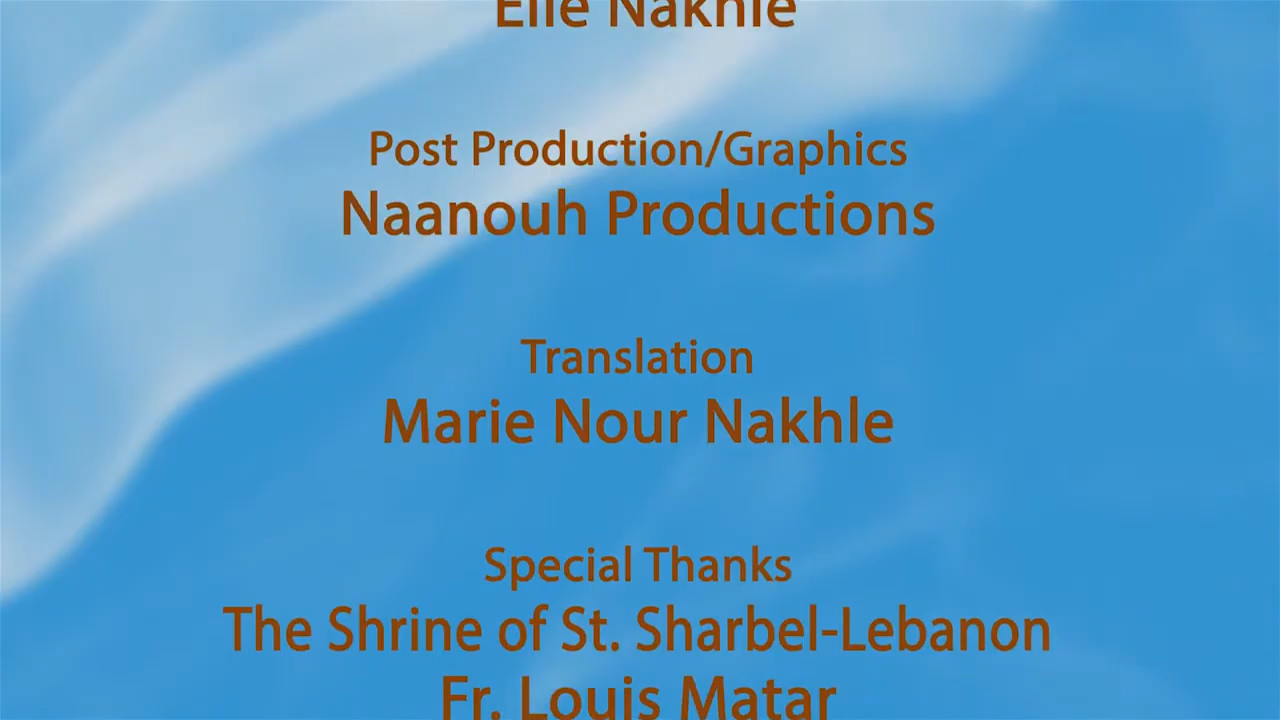 Elie Nakhle
Post Production/Graphics
Naanouh Productions
Translation
Marie Nour Nakhle
Special Thanks
The Shrine of St. Sharbel-Lebanon
Fr. Louis Matar